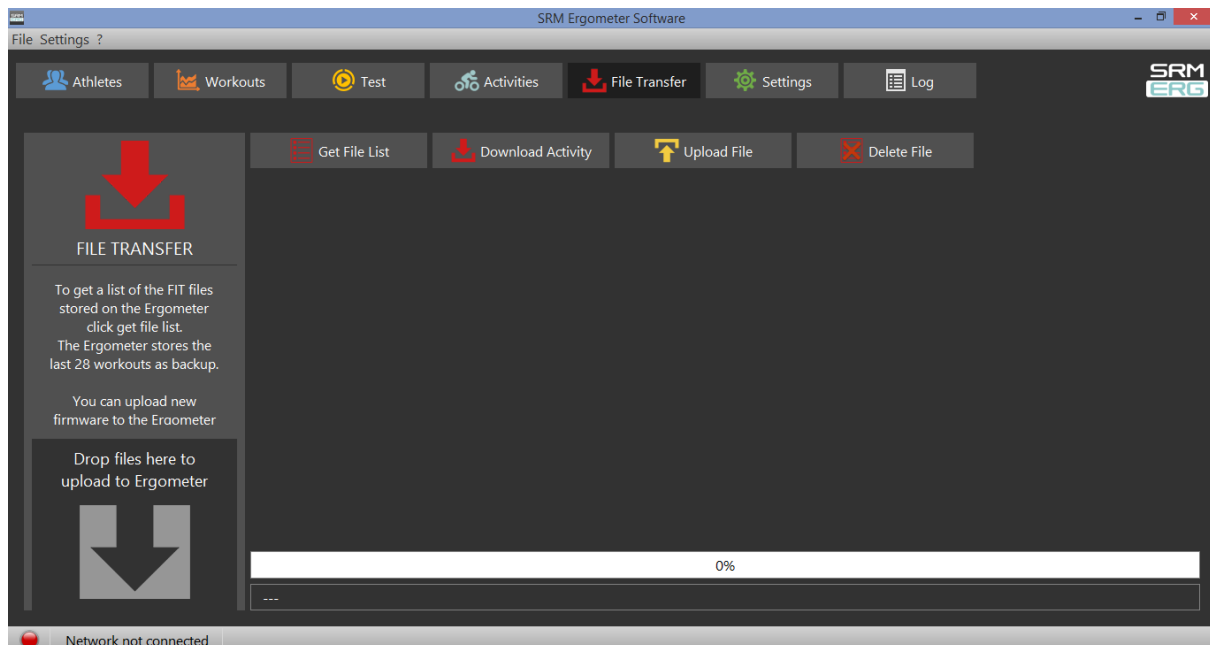 SRM Ergometer Software
File Settings ?
Athletes Workouts Test Activities File Transfer Settings Log
SRM
ERG
Get File List Download Activity Upload File Delete File
FILE TRANSFER
To get a list of the FIT files
stored on the Ergometer
click get file list.
The Ergometer stores the
last 28 workouts as backup.
You can upload new
firmware to the Ergometer
Drop files here to
upload to Ergometer
0%
---
Network not connected